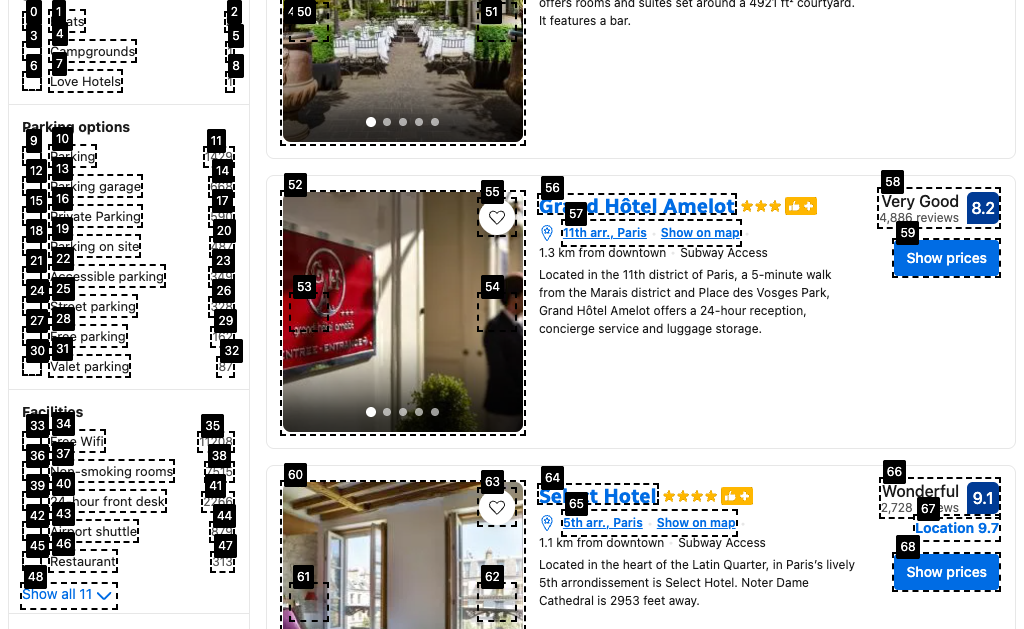 0 1 2
3 4 5
Campgrounds
6 7 8
Love Hotels
Parking options
9 10 11
Parking
12 13 14
Parking garage
15 16 17
Private Parking
18 19 20
Parking on site
21 22 23
Accessible parking
24 25 26
Street parking
27 28 29
Free parking
30 31 32
Valet parking 87
Facilities
33 34 35
Free Wifi
36 37 38
Non-smoking rooms
39 40 41
24-hour front desk
42 43 44
Airport shuttle
45 46 47
Restaurant 313
48
Show all 11
50 51
offers rooms and suites set around a 4921 ft² courtyard.
It features a bar.
52 53 54 55
grand hôtel amelot
56
Grand Hôtel Amelot
57
11th arr., Paris Show on map
1.3 km from downtown · Subway Access
Located in the 11th district of Paris, a 5-minute walk
from the Marais district and Place des Vosges Park,
Grand Hôtel Amelot offers a 24-hour reception,
concierge service and luggage storage.
58
Very Good 8.2
4,886 reviews
59
Show prices
60 61 62 63
64
Select Hotel
65
5th arr., Paris · Show on map
1.1 km from downtown · Subway Access
Located in the heart of the Latin Quarter, in Paris's lively
5th arrondissement is Select Hotel. Noter Dame
Cathedral is 2953 feet away.
66
Wonderful 9.1
67
Location 9.7
68
Show prices